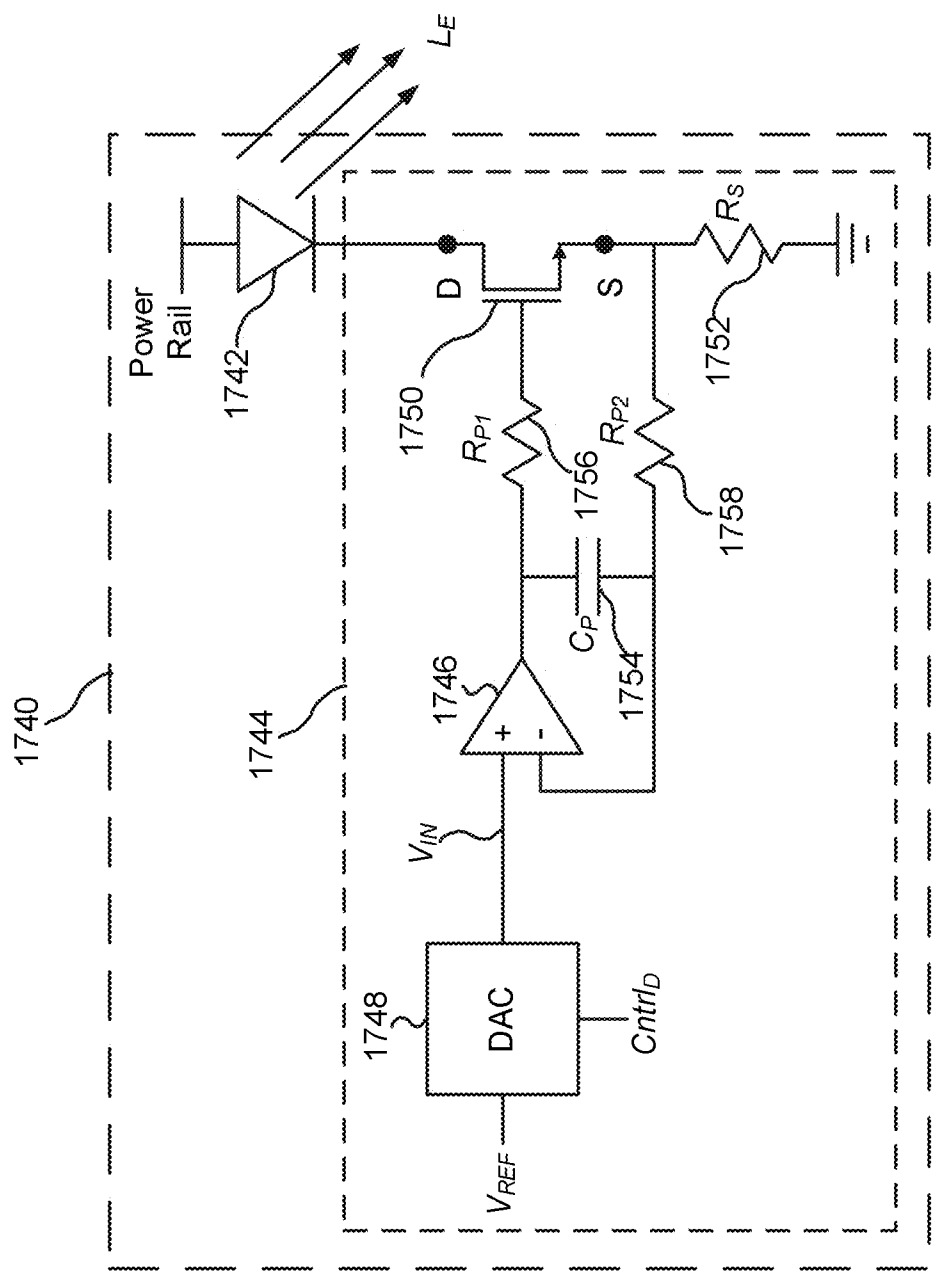 1740
1744
Power
Rail
1742
L_E
D
1750
S
R_S
1752
R_P1
1756
R_P2
1758
C_P
1754
1746
+
-
V_IN
1748
DAC
V_REF
Cntrl_D